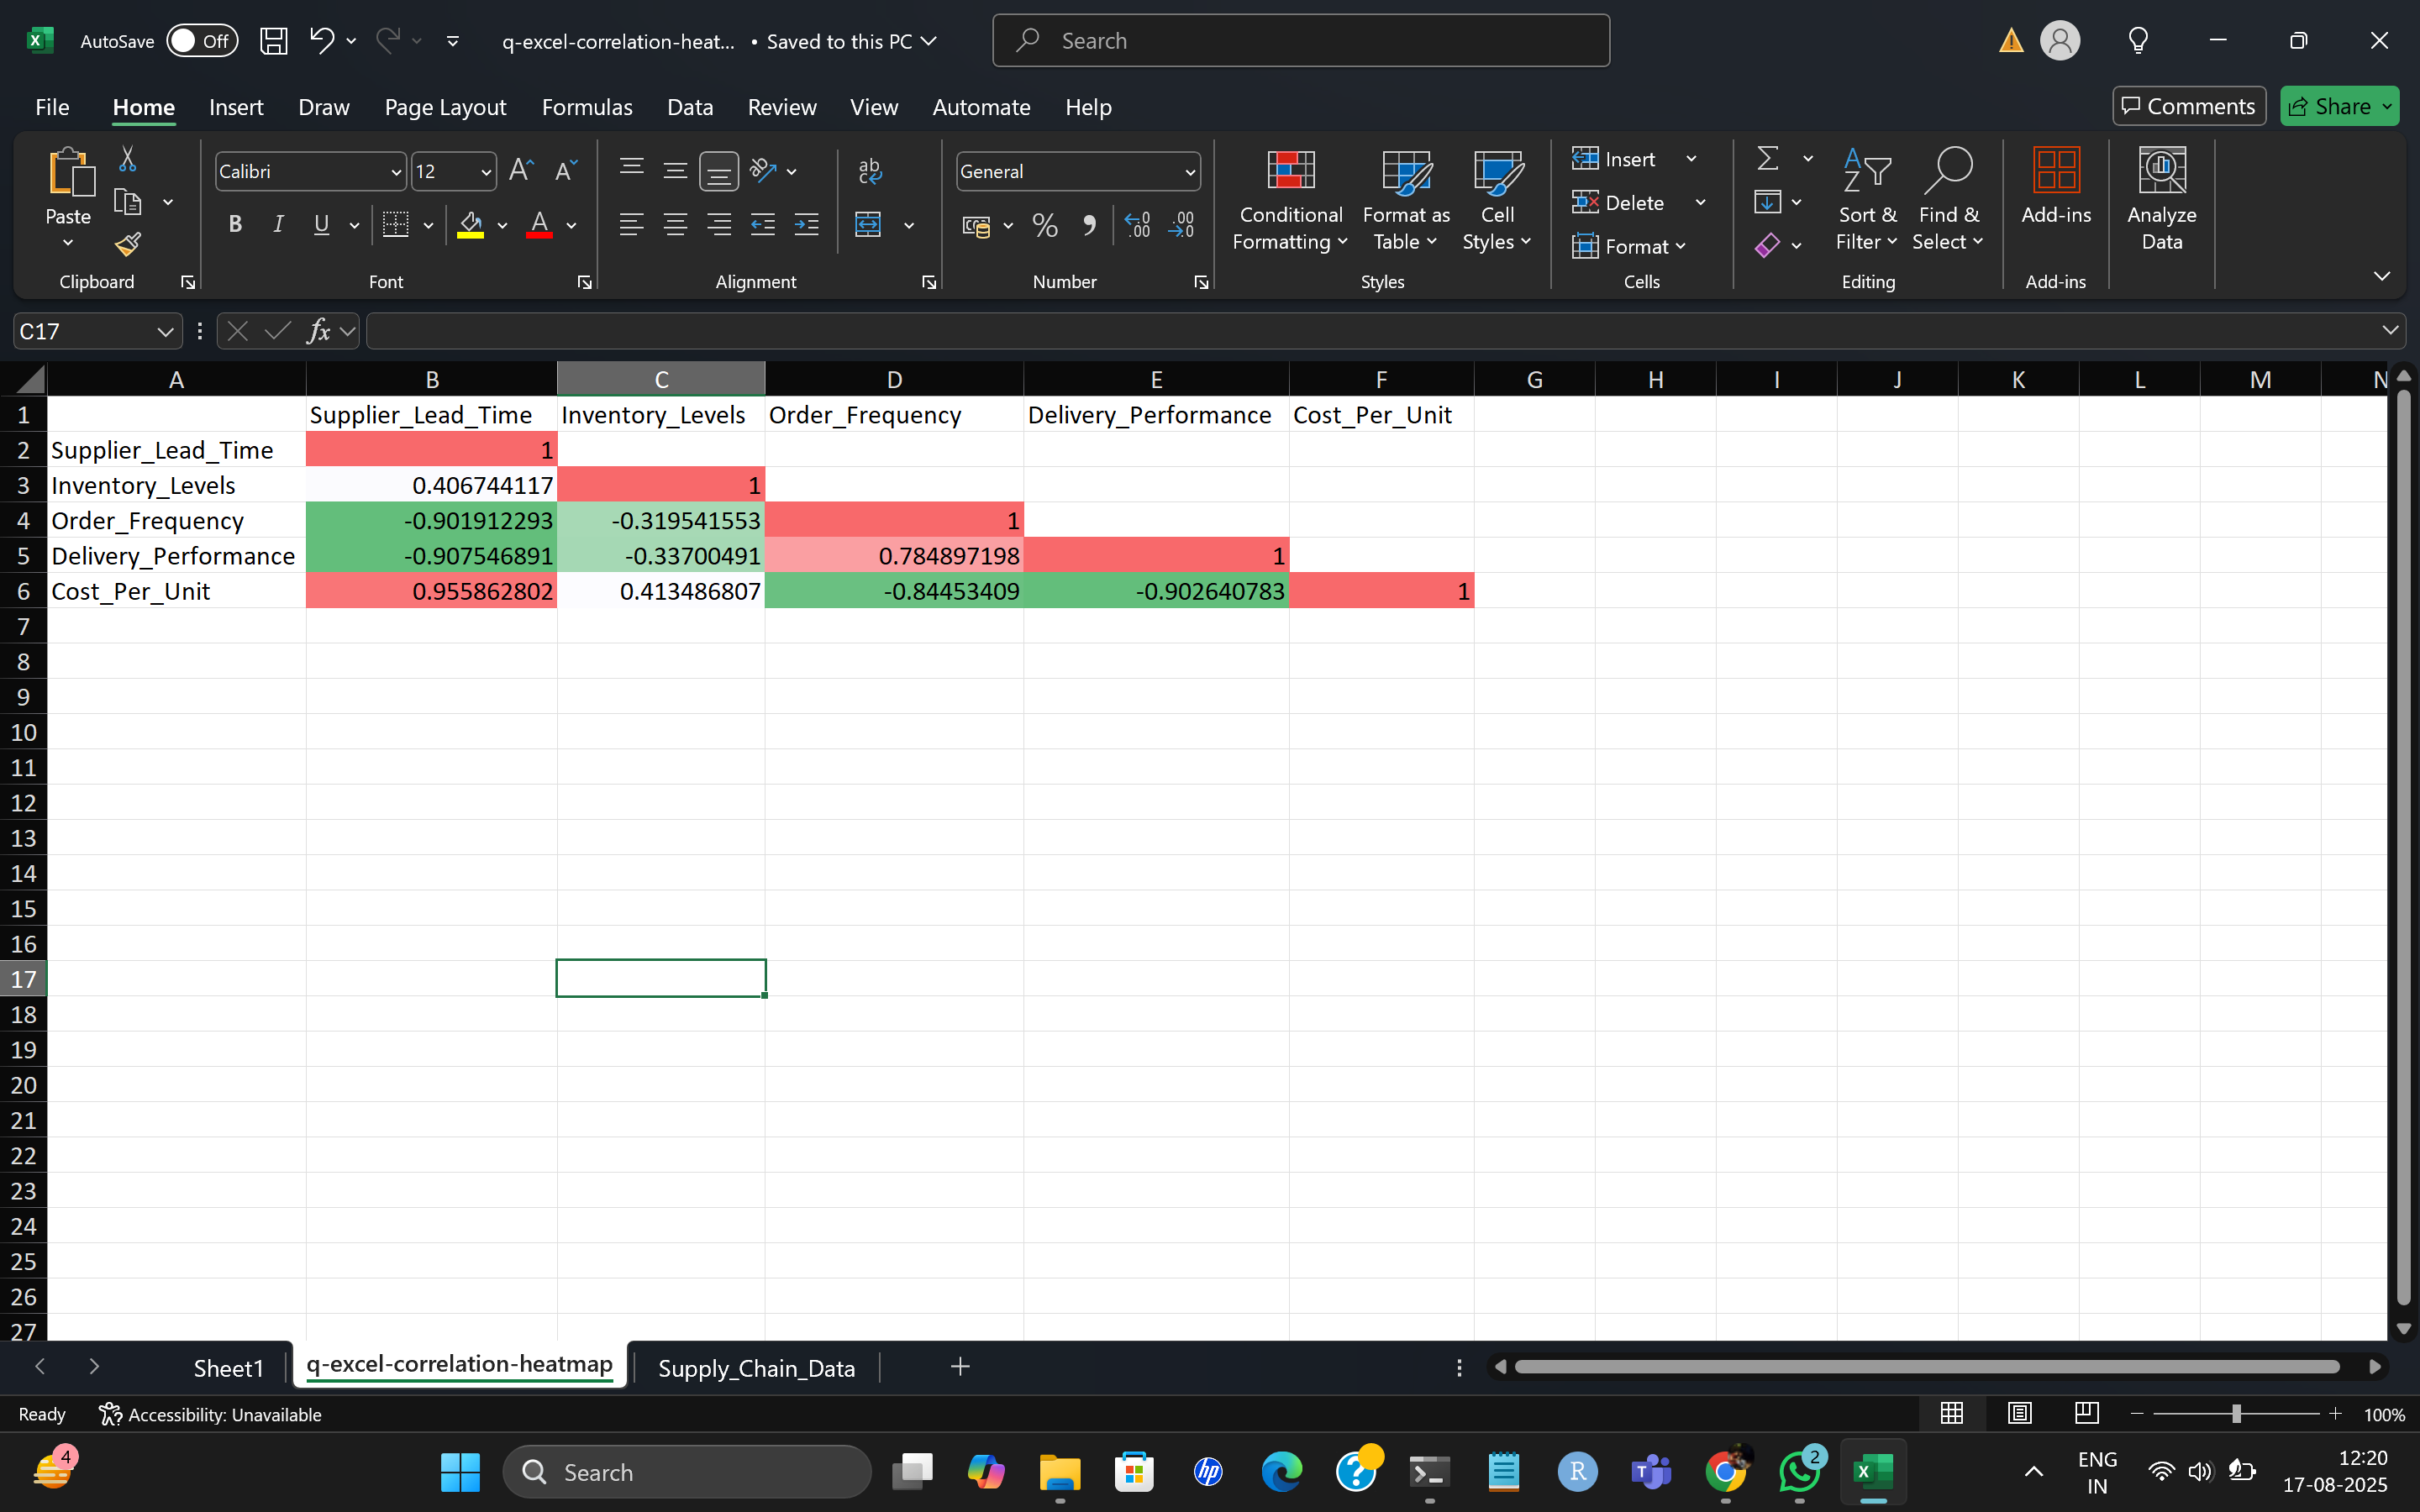 AutoSave Off q-excel-correlation-heat... • Saved to this PC Search
File Home Insert Draw Page Layout Formulas Data Review View Automate Help Comments Share
Paste
Calibri 12
B I U A
ab
c
General
% 9
Conditional
Formatting
Format as
Table
Cell
Styles
Insert
Delete
Format
Sort &
Filter
Find &
Select
Add-ins
Analyze
Data
Clipboard Font Alignment Number Styles Cells Editing Add-ins
C17 fx
A B C D E F G H I J K L M N
1 Supplier_Lead_Time Inventory_Levels Order_Frequency Delivery_Performance Cost_Per_Unit
2 Supplier_Lead_Time 1
3 Inventory_Levels 0.406744117 1
4 Order_Frequency -0.901912293 -0.319541553 1
5 Delivery_Performance -0.907546891 -0.33700491 0.784897198 1
6 Cost_Per_Unit 0.955862802 0.413486807 -0.84453409 -0.902640783 1
7
8
9
10
11
12
13
14
15
16
17
18
19
20
21
22
23
24
25
26
27
Sheet1 q-excel-correlation-heatmap Supply_Chain_Data
Ready Accessibility: Unavailable 100%
4 Search hp R T 2 X ENG
IN
12:20
17-08-2025